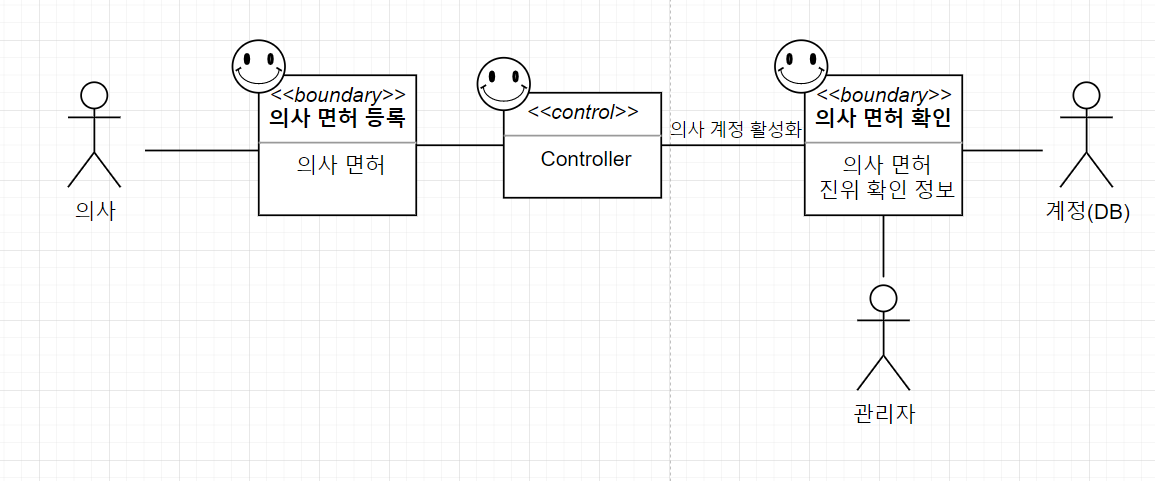 <<boundary>>
의사 면허 등록
의사 면허
의사
<<control>>
Controller
의사 계정 활성화
<<boundary>>
의사 면허 확인
의사 면허
진위 확인 정보
계정(DB)
관리자